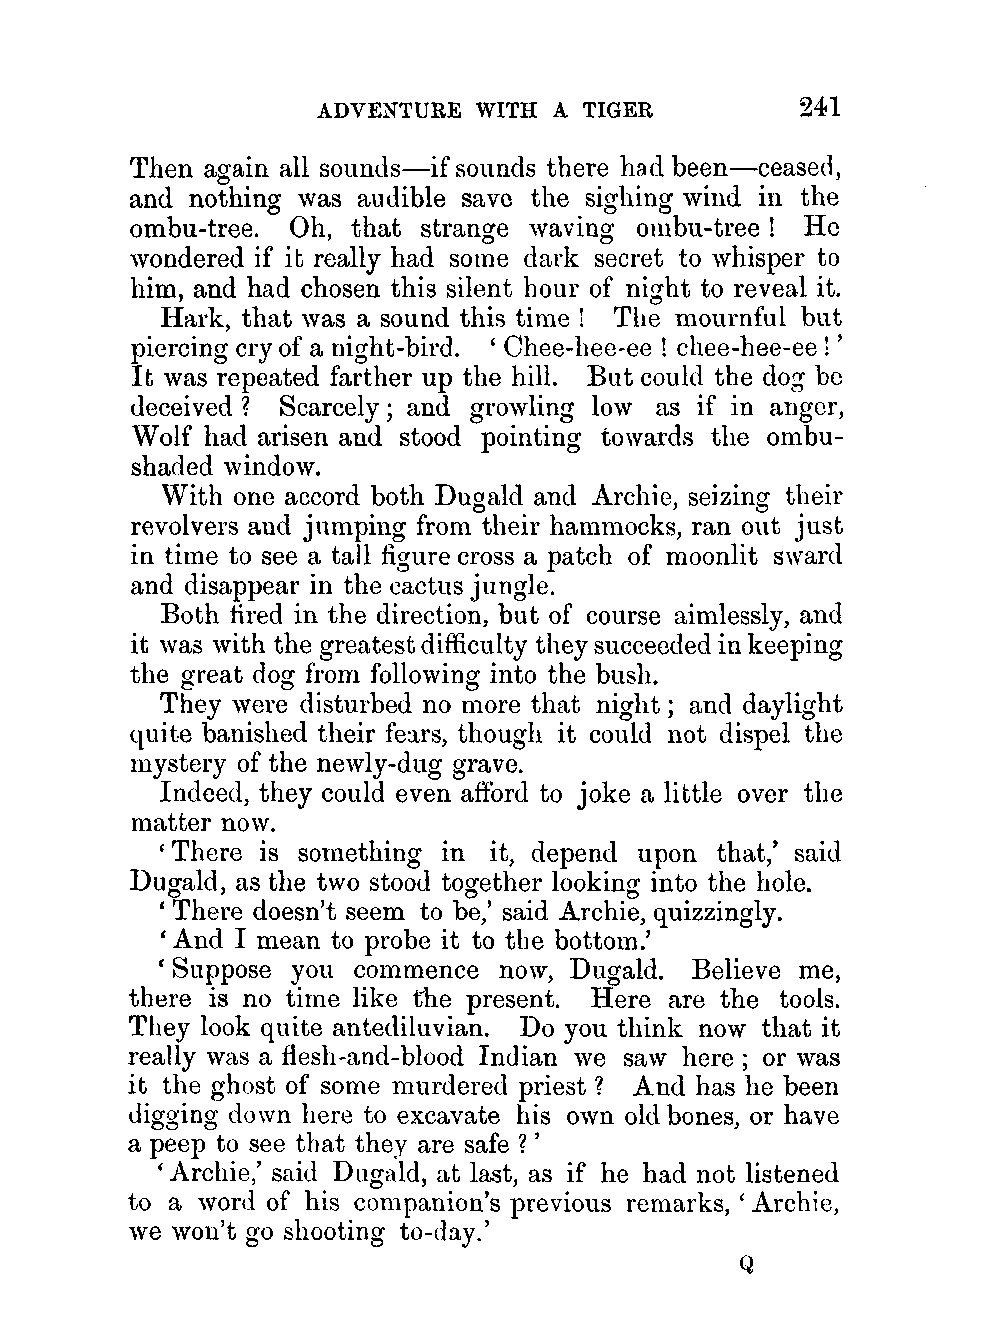 ADVENTURE WITH A TIGER 241
Then again all sounds—if sounds there had been—ceased,
and nothing was audible save the sighing wind in the
ombu-tree. Oh, that strange waving ombu-tree! He
wondered if it really had some dark secret to whisper to
him, and had chosen this silent hour of night to reveal it.
Hark, that was a sound this time! The mournful but
piercing cry of a night-bird. ‘Chee-hee-ee! chee-hee-ee!’
It was repeated farther up the hill. But could the dog be
deceived? Scarcely; and growling low as if in anger,
Wolf had arisen and stood pointing towards the ombu-
shaded window.
With one accord both Dugald and Archie, seizing their
revolvers and jumping from their hammocks, ran out just
in time to see a tall figure cross a patch of moonlit sward
and disappear in the cactus jungle.
Both fired in the direction, but of course aimlessly, and
it was with the greatest difficulty they succeeded in keeping
the great dog from following into the bush.
They were disturbed no more that night; and daylight
quite banished their fears, though it could not dispel the
mystery of the newly-dug grave.
Indeed, they could even afford to joke a little over the
matter now.
‘There is something in it, depend upon that,’ said
Dugald, as the two stood together looking into the hole.
‘There doesn't seem to be,’ said Archie, quizzingly.
‘And I mean to probe it to the bottom.’
‘Suppose you commence now, Dugald. Believe me,
there is no time like the present. Here are the tools.
They look quite antediluvian. Do you think now that it
really was a flesh-and-blood Indian we saw here; or was
it the ghost of some murdered priest? And has he been
digging down here to excavate his own old bones, or have
a peep to see that they are safe?’
‘Archie,’ said Dugald, at last, as if he had not listened
to a word of his companion's previous remarks, ‘Archie,
we won't go shooting to-day.’
Q